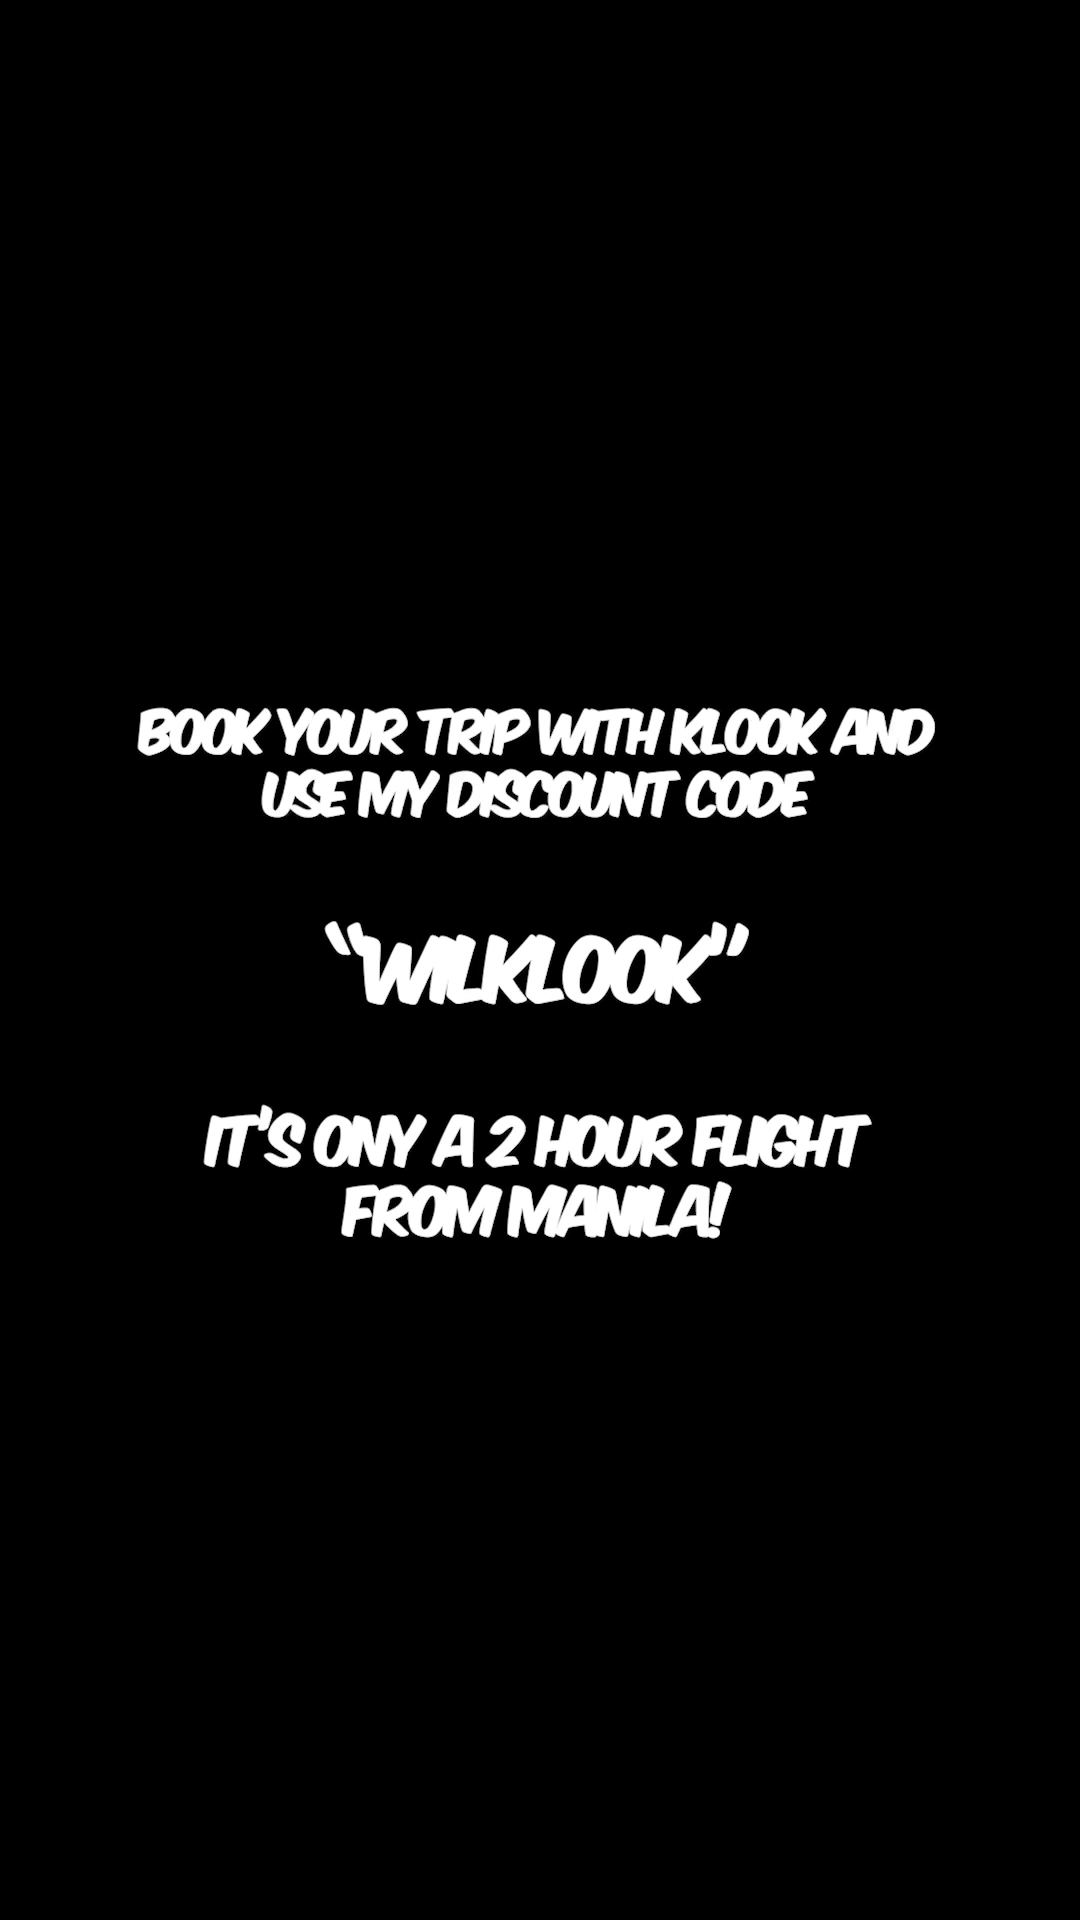 BOOK YOUR TRIP WITH KLOOK AND
USE MY DISCOUNT CODE
“WILKLOOK”
IT'S ONY A 2 HOUR FLIGHT
FROM MANILA!